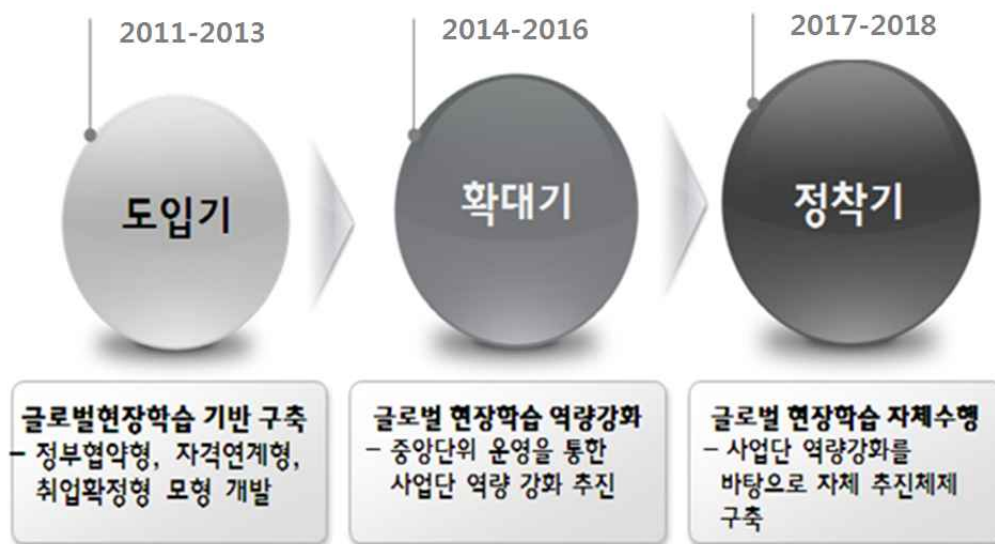 2011-2013
도입기
글로벌현장학습 기반 구축
– 정부협약형, 자격연계형,
취업확정형 모형 개발
2014-2016
확대기
글로벌 현장학습 역량강화
– 중앙단위 운영을 통한
사업단 역량 강화 추진
2017-2018
정착기
글로벌 현장학습 자체수행
– 사업단 역량강화를
바탕으로 자체 추진체제
구축